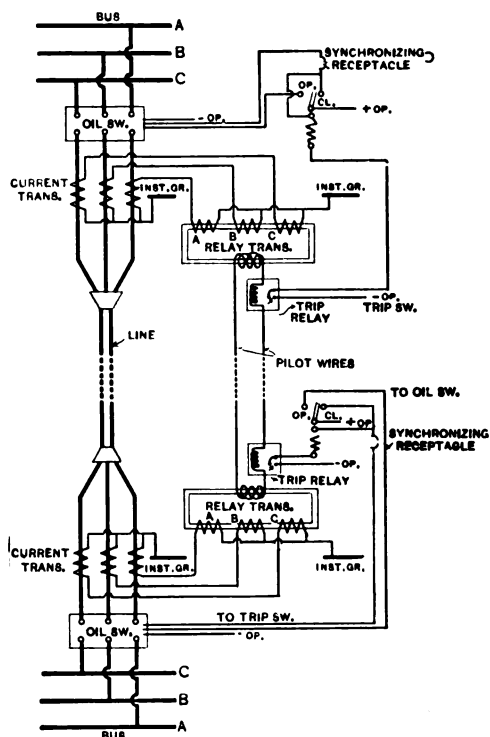 BUS
A
B
C
SYNCHRONIZING
RECEPTACLE
OP.
CL.
+ OP.
OIL SW.
- OP.
CURRENT
TRANS.
INST. GR.
INST. GR.
A B C
RELAY TRANS.
TRIP
RELAY
- OP.
TRIP SW.
LINE
PILOT WIRES
TO OIL SW.
OP.
CL.
+ OP
SYNCHRONIZING
RECEPTACLE
- OP.
TRIP RELAY
RELAY TRANS.
A B C
CURRENT
TRANS.
INST. GR.
INST. GR.
TO TRIP SW.
OIL SW.
- OP.
C
B
A
BUS